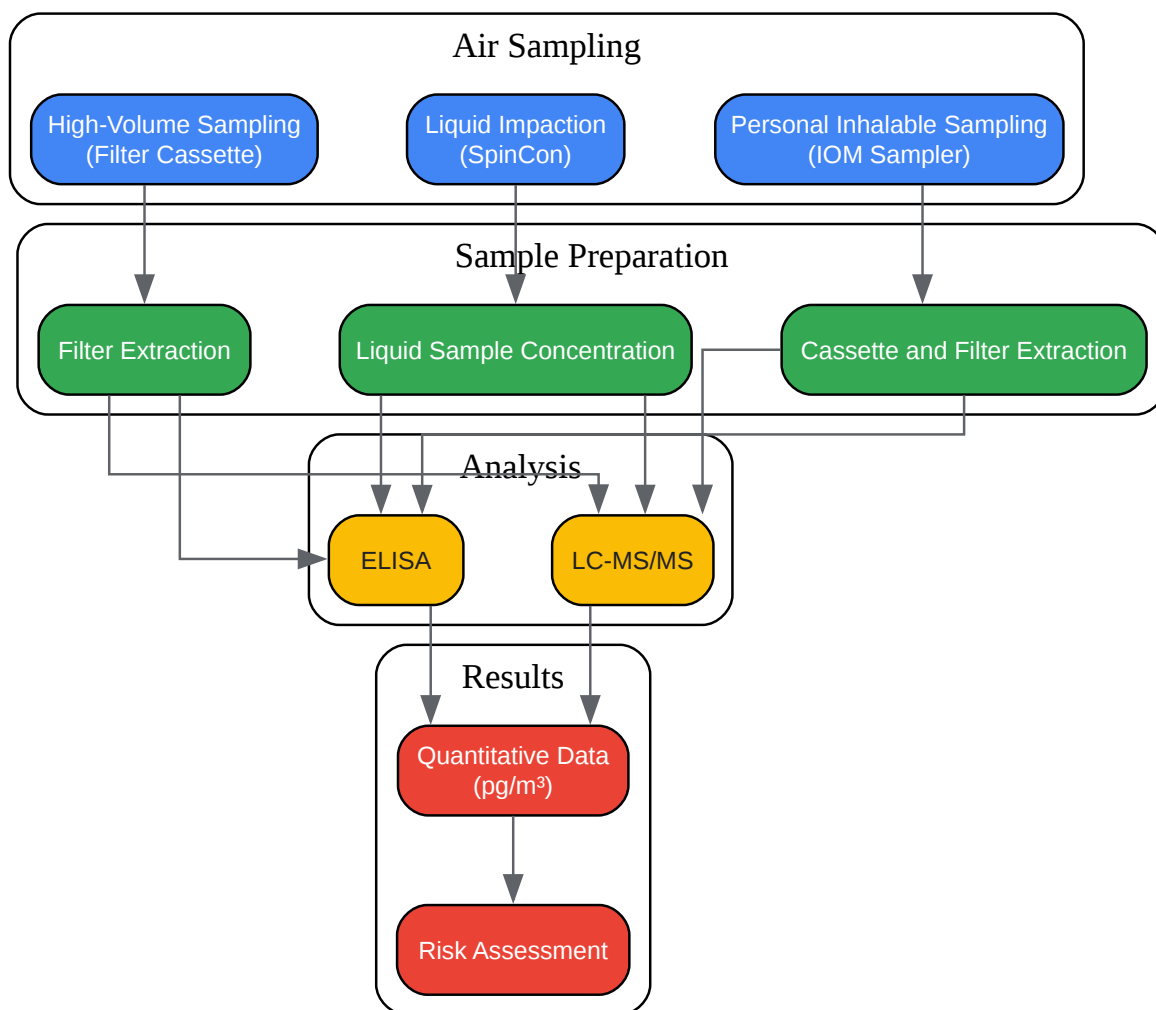 Air Sampling
High-Volume Sampling
(Filter Cassette)
Liquid Impaction
(SpinCon)
Personal Inhalable Sampling
(IOM Sampler)
Sample Preparation
Filter Extraction
Liquid Sample Concentration
Cassette and Filter Extraction
Analysis
ELISA
LC-MS/MS
Results
Quantitative Data
(pg/m³)
Risk Assessment